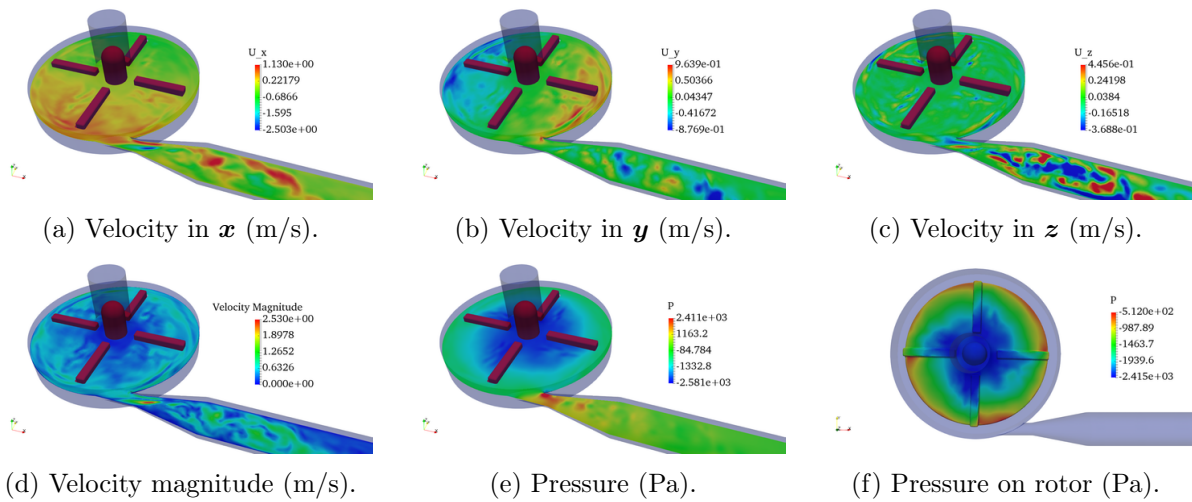 U_x
1.130e+00
0.22179
-0.6866
-1.595
-2.503e+00
U_y
9.639e-01
0.50366
0.04347
-0.41672
-8.769e-01
U_z
4.456e-01
0.24198
0.0384
-0.16518
-3.688e-01
(a) Velocity in x (m/s).
(b) Velocity in y (m/s).
(c) Velocity in z (m/s).
Velocity Magnitude
2.530e+00
1.8978
1.2652
0.6326
0.000e+00
P
2.411e+03
1163.2
-84.784
-1332.8
-2.581e+03
P
-5.120e+02
-987.89
-1463.7
-1939.6
-2.415e+03
(d) Velocity magnitude (m/s).
(e) Pressure (Pa).
(f) Pressure on rotor (Pa).